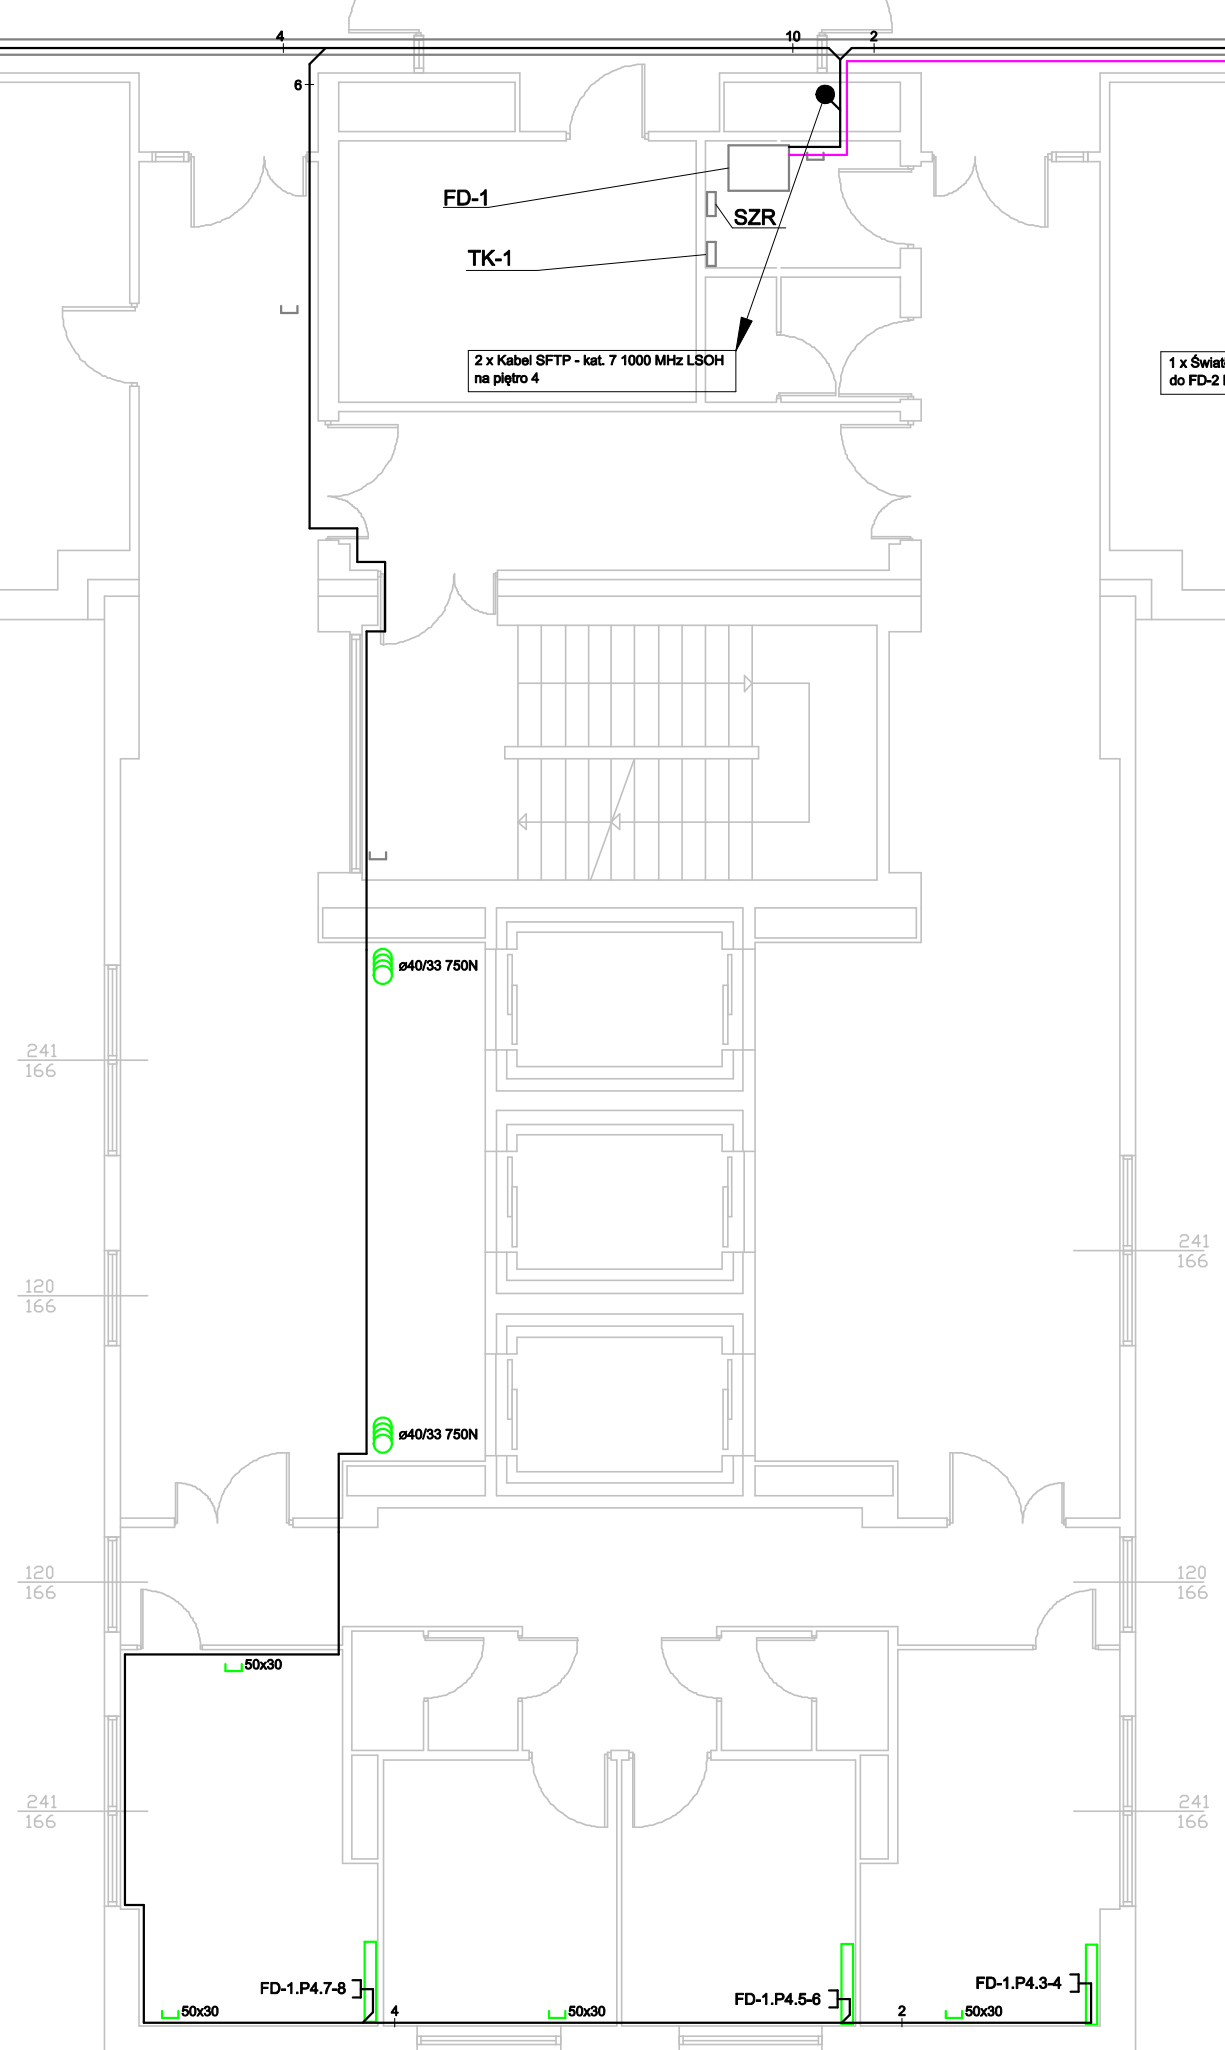 4
10
2
6
FD-1
SZR
TK-1
2 x Kabel SFTP - kat. 7 1000 MHz LSOH
na piętro 4
1 x Świat
do FD-2
ø40/33 750N
241
166
241
166
120
166
ø40/33 750N
120
166
120
166
50x30
241
166
241
166
FD-1.P4.7-8
FD-1.P4.5-6
FD-1.P4.3-4
50x30
4
50x30
2
50x30